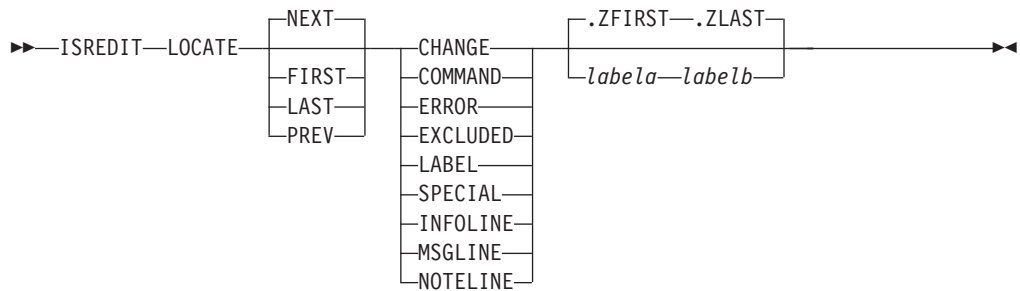 NEXT .ZFIRST .ZLAST
ISREDIT LOCATE CHANGE
FIRST COMMAND labela labelb
LAST ERROR
PREV EXCLUDED
LABEL
SPECIAL
INFOLINE
MSGLINE
NOTELINE